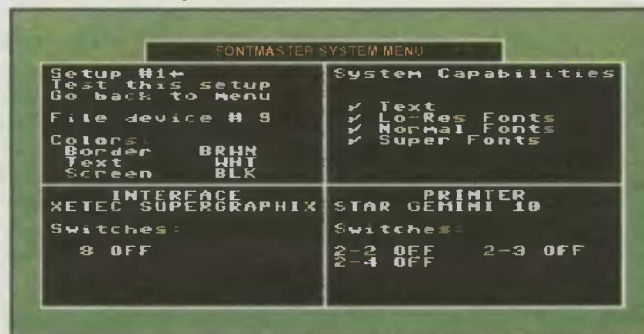 FONTMASTER SYSTEM MENU
Setup #1←
Test this setup
Go back to Menu
File device # 9
Colors:
Border BRWN
Text WHT
Screen BLK
System Capabilities
✓ Text
✓ Lo-Res Fonts
✓ Normal Fonts
✓ Super Fonts
INTERFACE
XETEC SUPERGRAPHIX
Switches:
8 OFF
PRINTER
STAR GEMINI 10
Switches:
2-2 OFF 2-3 OFF
2-4 OFF